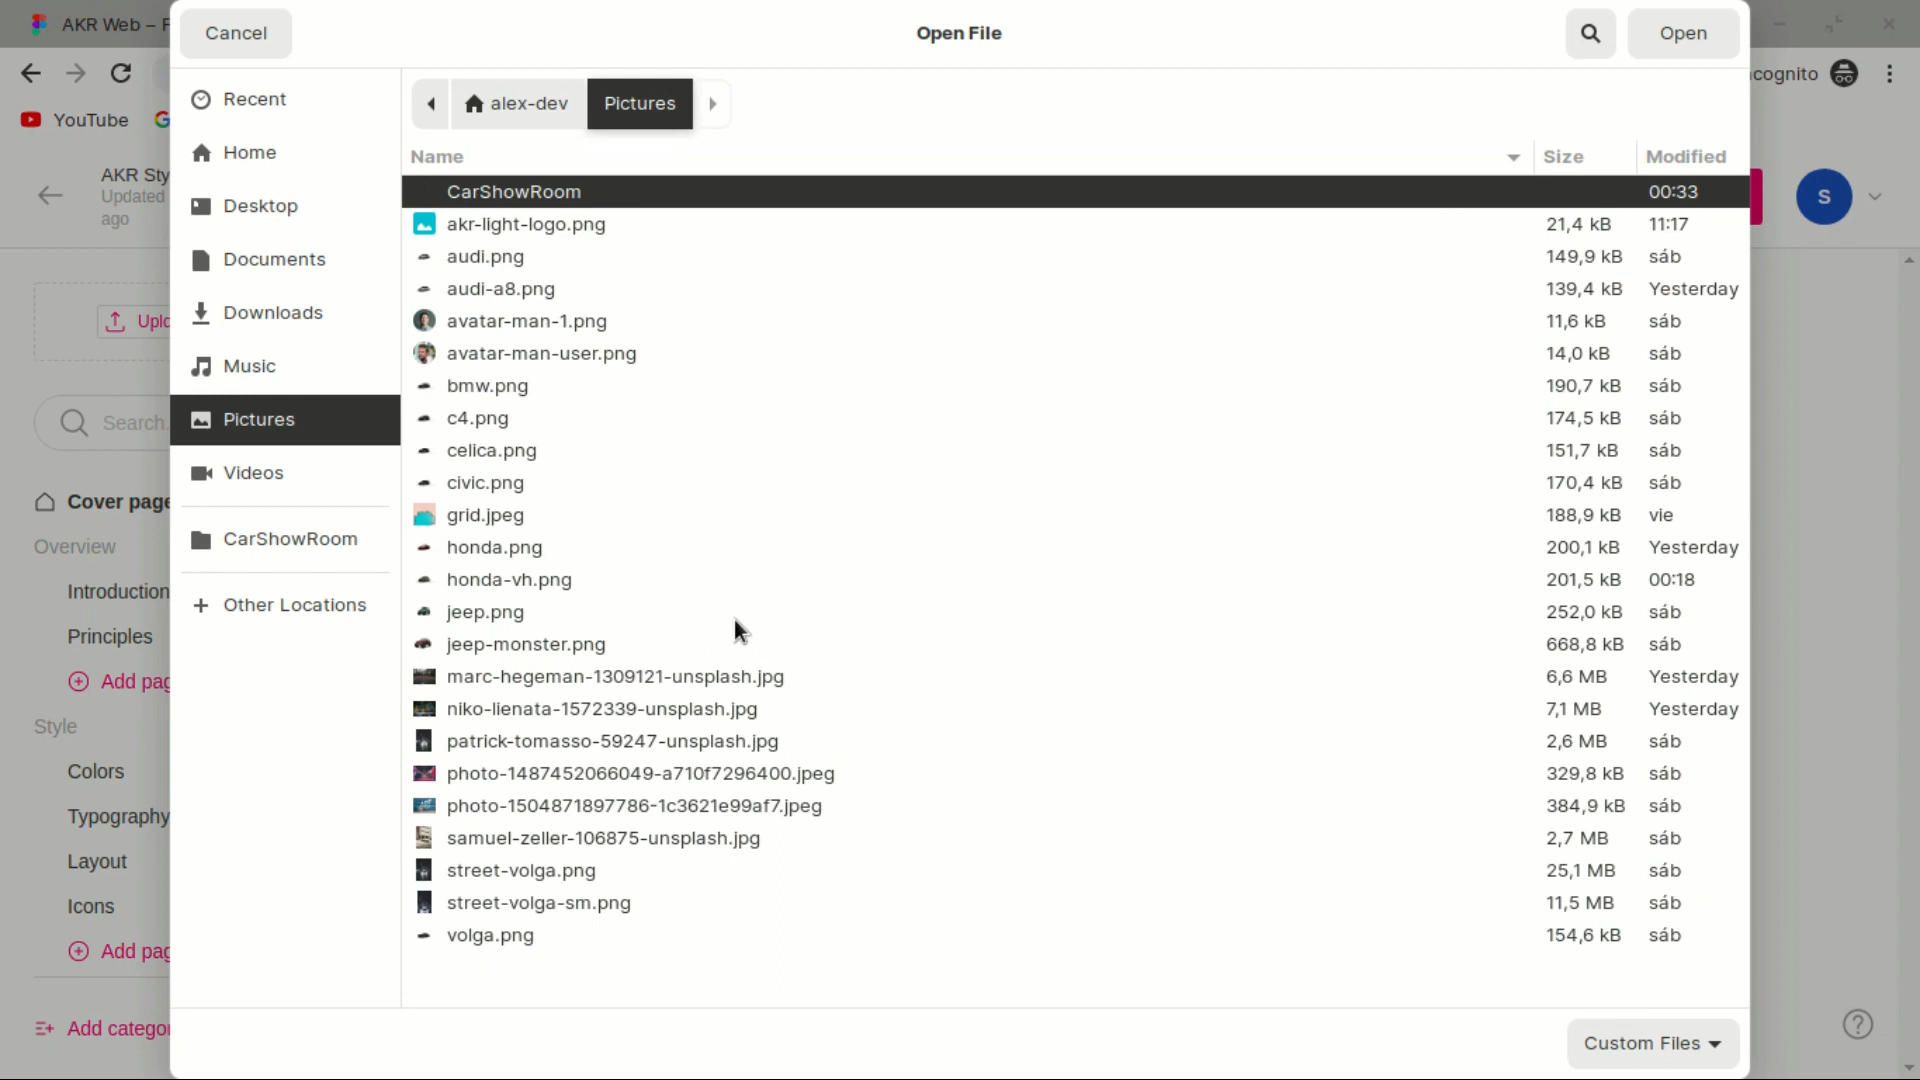 AKR Web – F
Cancel
Open File
Open
cognito
YouTube
AKR Sty
Updated
ago
S
Uplo
Search.
Cover page
Overview
Introduction
Principles
Add pag
Style
Colors
Typography
Layout
Icons
Add pag
Add catego
Recent
Home
Desktop
Documents
Downloads
Music
Pictures
Videos
CarShowRoom
Other Locations
alex-dev
Pictures
Name Size Modified
CarShowRoom 00:33
akr-light-logo.png 21,4 kB 11:17
audi.png 149,9 kB sáb
audi-a8.png 139,4 kB Yesterday
avatar-man-1.png 11,6 kB sáb
avatar-man-user.png 14,0 kB sáb
bmw.png 190,7 kB sáb
c4.png 174,5 kB sáb
celica.png 151,7 kB sáb
civic.png 170,4 kB sáb
grid.jpeg 188,9 kB vie
honda.png 200,1 kB Yesterday
honda-vh.png 201,5 kB 00:18
jeep.png 252,0 kB sáb
jeep-monster.png 668,8 kB sáb
marc-hegeman-1309121-unsplash.jpg 6,6 MB Yesterday
niko-lienata-1572339-unsplash.jpg 7,1 MB Yesterday
patrick-tomasso-59247-unsplash.jpg 2,6 MB sáb
photo-1487452066049-a710f7296400.jpeg 329,8 kB sáb
photo-1504871897786-1c3621e99af7.jpeg 384,9 kB sáb
samuel-zeller-106875-unsplash.jpg 2,7 MB sáb
street-volga.png 25,1 MB sáb
street-volga-sm.png 11,5 MB sáb
volga.png 154,6 kB sáb
Custom Files